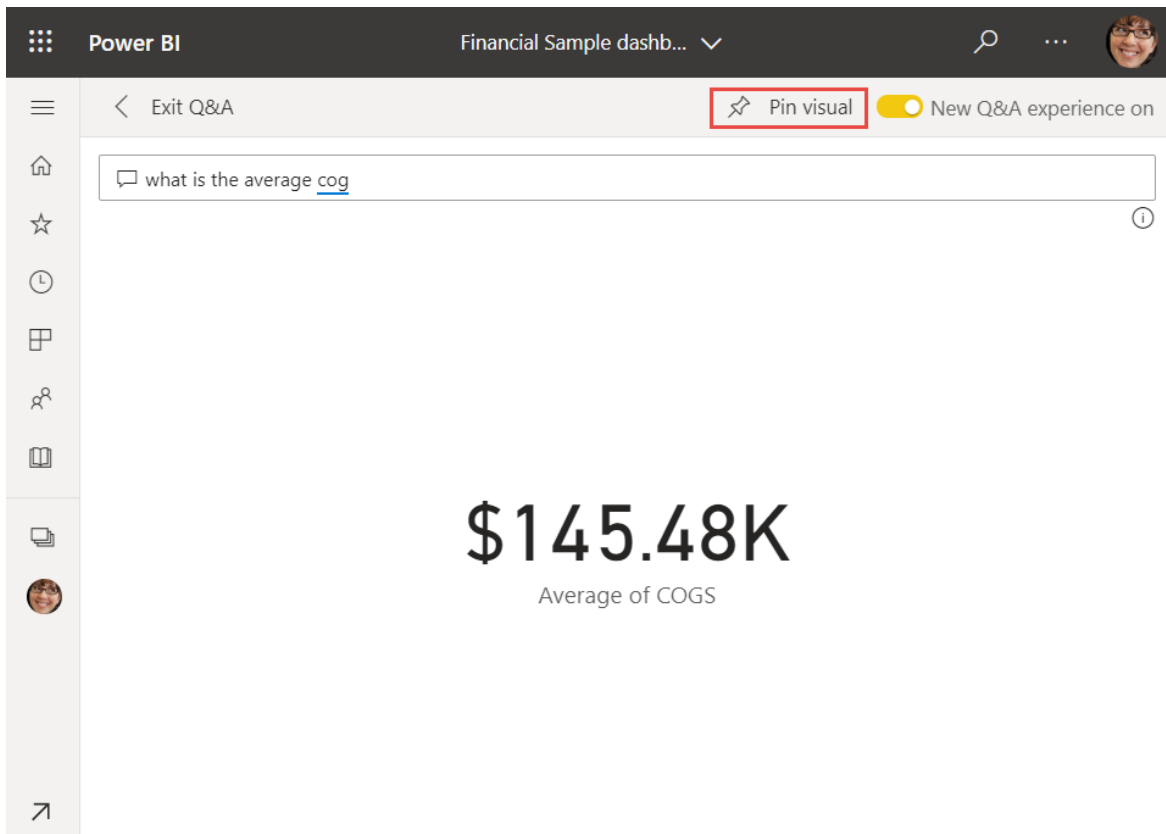 Power BI
Financial Sample dashb...
Exit Q&A
Pin visual
New Q&A experience on
what is the average cog
$145.48K
Average of COGS